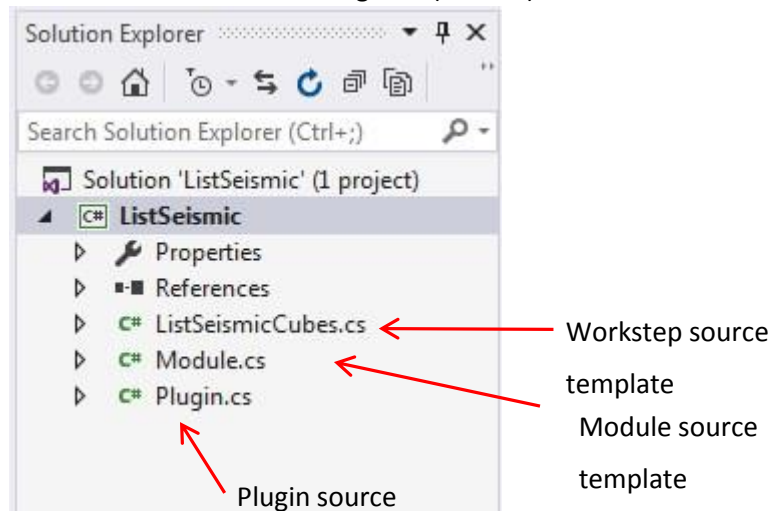 Solution Explorer
Search Solution Explorer (Ctrl+;)
Solution 'ListSeismic' (1 project)
C# ListSeismic
Properties
References
C# ListSeismicCubes.cs
C# Module.cs
C# Plugin.cs
Workstep source
template
Module source
template
Plugin source